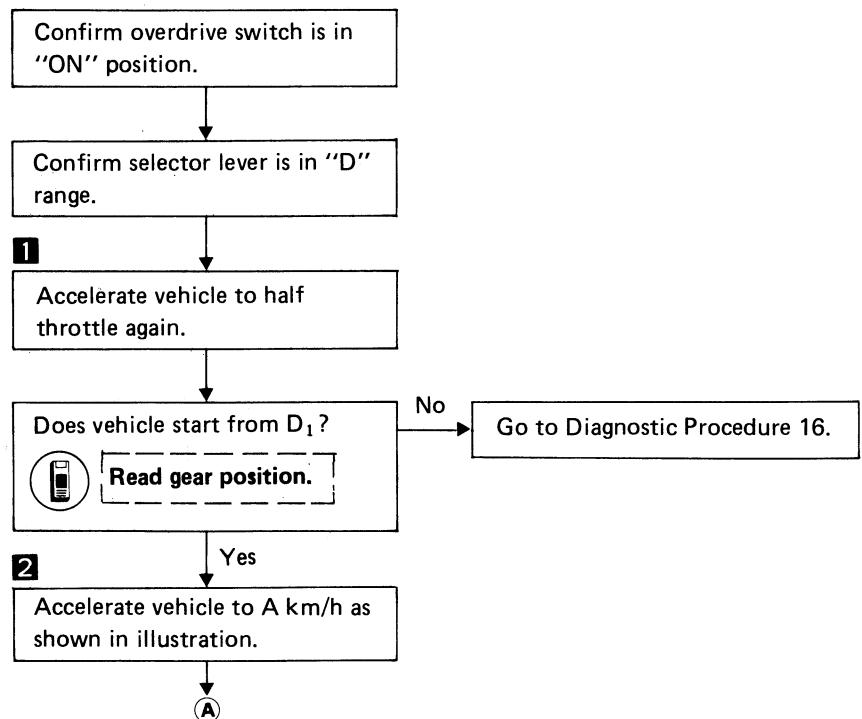 Confirm overdrive switch is in
“ON” position.
Confirm selector lever is in “D”
range.
1
Accelerate vehicle to half
throttle again.
Does vehicle start from D₁?
Read gear position.
No
Go to Diagnostic Procedure 16.
Yes
2
Accelerate vehicle to A km/h as
shown in illustration.
A